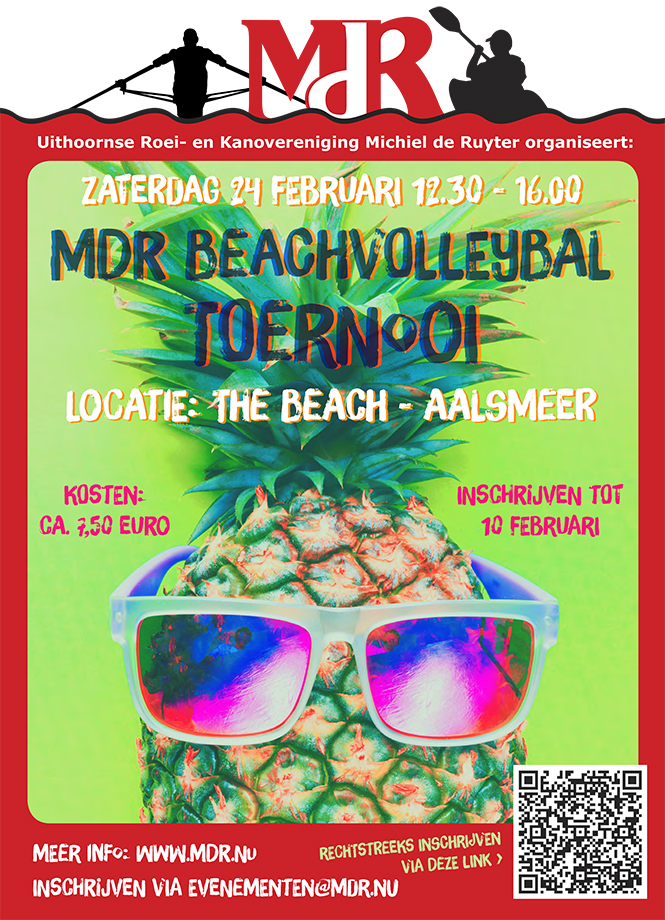 MdR
Uithoornse Roei- en Kanovereniging Michiel de Ruyter organiseert:
ZATERDAG 24 FEBRUARI 12.30 - 16.00
MDR BEACHVOLLEYBAL
TOERNOOI
LOCATIE: THE BEACH - AALSMEER
KOSTEN:
CA. 7,50 EURO
INSCHRIJVEN TOT
10 FEBRUARI
MEER INFO: WWW.MDR.NU
INSCHRIJVEN VIA EVENEMENTEN@MDR.NU
RECHTSTREEKS INSCHRIJVEN
VIA DEZE LINK >